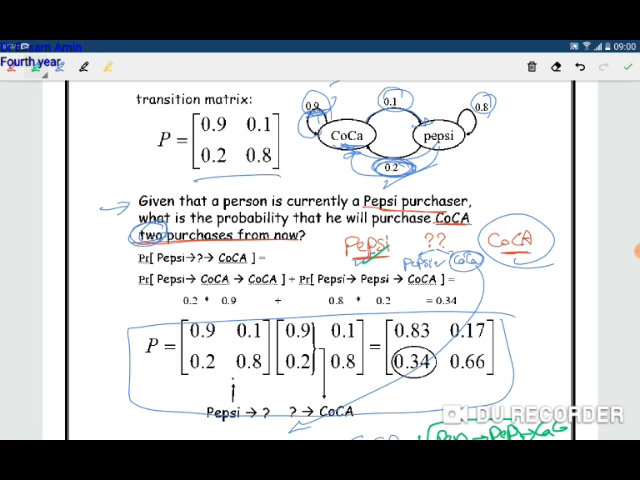 09:00
Dr Essam Amin
Fourth year
transition matrix:
P = [0.9 0.1
0.2 0.8]
0.9
0.1
0.8
CoCa
pepsi
0.2
Given that a person is currently a Pepsi purchaser,
what is the probability that he will purchase CoCA
two purchases from now?
Pepsi
??
CoCA
Pepsi
CoCa
Pr[ Pepsi→?→ CoCA ] =
Pr[ Pepsi→ CoCA → CoCA ] + Pr[ Pepsi→ Pepsi → CoCA ] =
0.2 * 0.9 + 0.8 * 0.2 = 0.34
P = [0.9 0.1 [0.9 0.1 = [0.83 0.17
0.2 0.8] 0.2 0.8] 0.34 0.66]
Pepsi → ? ? → CoCA
DU RECORDER